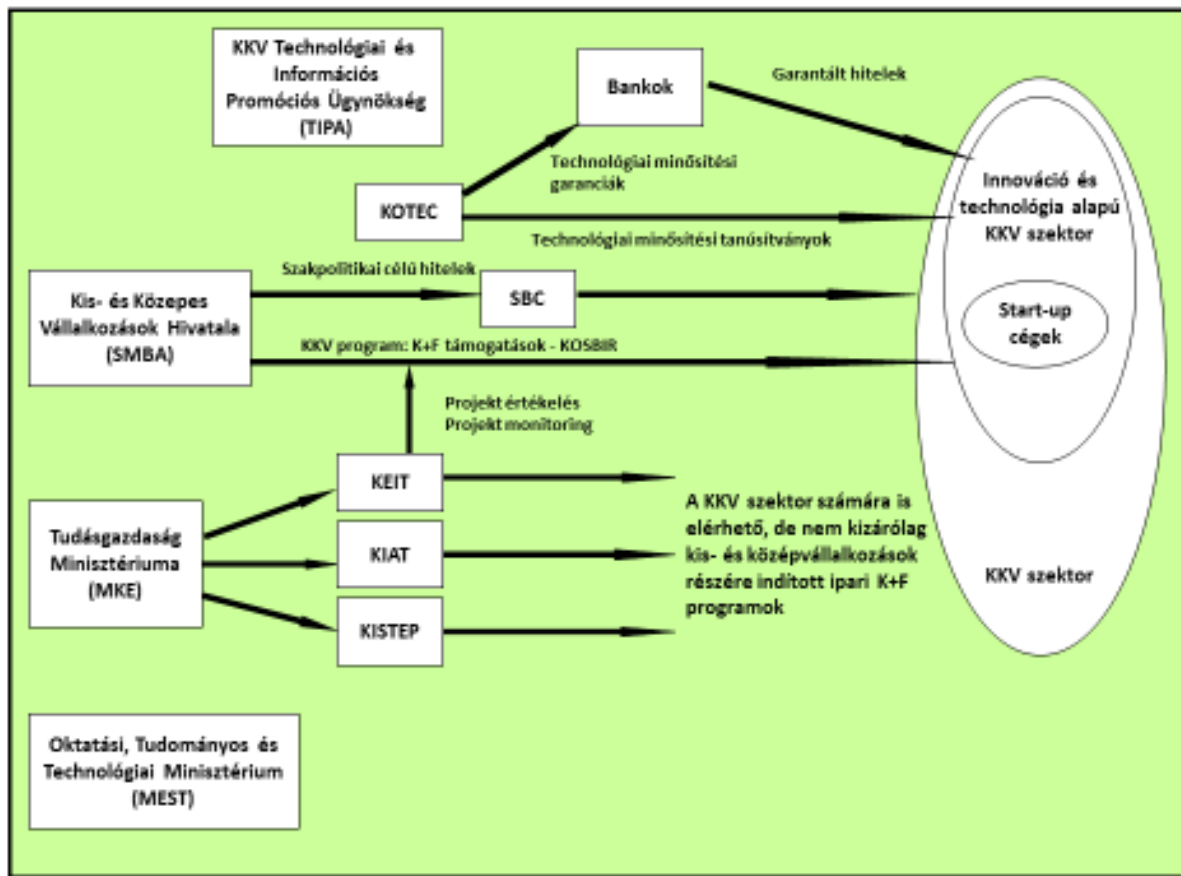 KKV Technológiai és
Információs
Promóciós Ügynökség
(TIPA)
Bankok
Garantált hitelek
Technológiai minősítési
garanciák
KOTEC
Technológiai minősítési tanúsítványok
Innováció és
technológia alapú
KKV szektor
Szakpolitikai célú hitelek
Kis- és Közepes
Vállalkozások Hivatala
(SMBA)
SBC
Start-up
cégek
KKV program: K+F támogatások - KOSBIR
Projekt értékelés
Projekt monitoring
KEIT
Tudásgazdaság
Minisztériuma
(MKE)
KIAT
KISTEP
A KKV szektor számára is
elérhető, de nem kizárólag
kis- és középvállalkozások
részére indított ipari K+F
programok
KKV szektor
Oktatási, Tudományos és
Technológiai Minisztérium
(MEST)